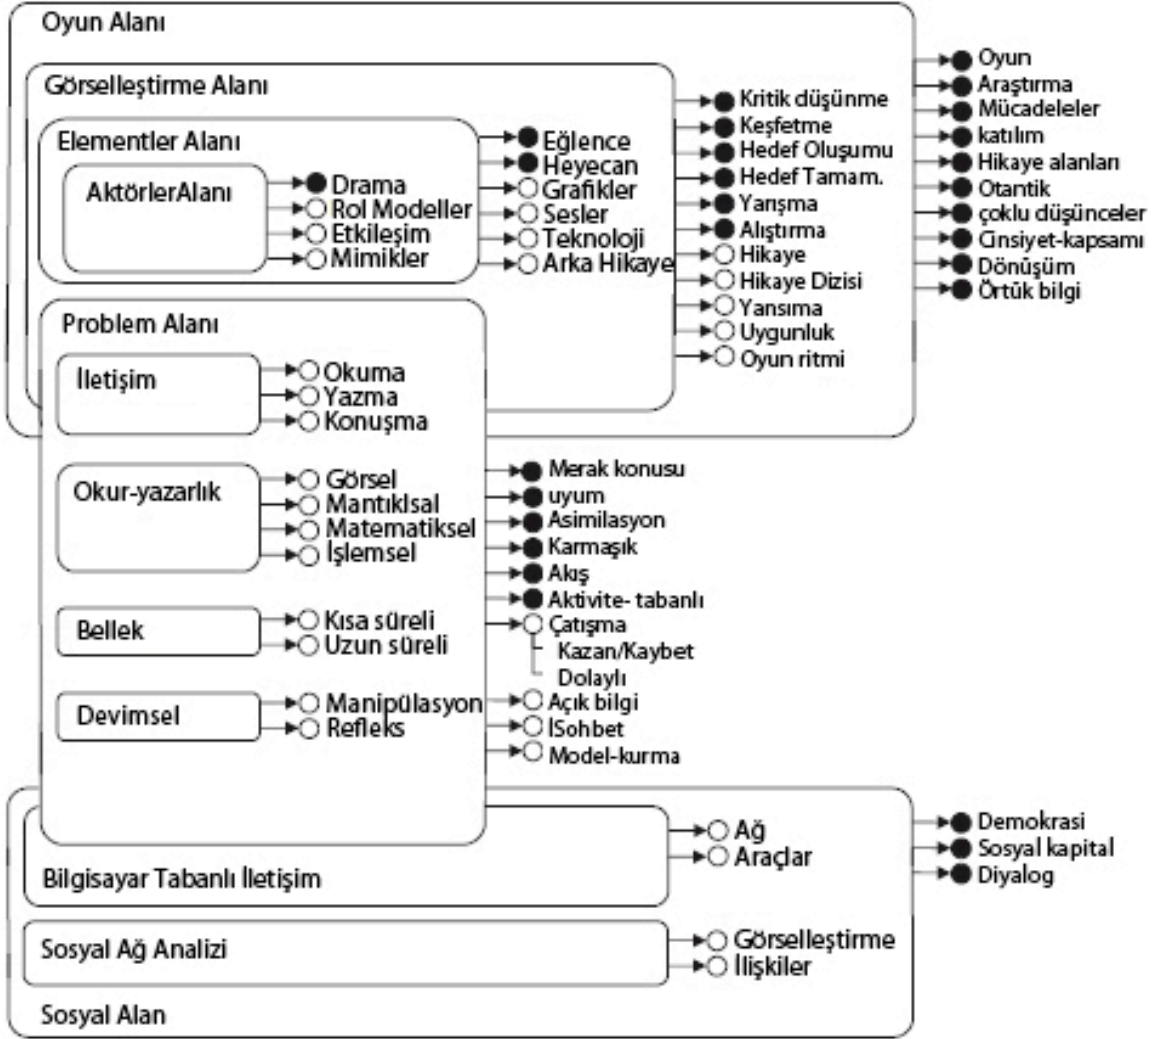 Oyun Alanı
Görselleştirme Alanı
Elementler Alanı
AktörlerAlanı
Drama
Rol Modeller
Etkileşim
Mimikler
Eğlence
Heyecan
Grafikler
Sesler
Teknoloji
Arka Hikaye
Kritik düşünme
Keşfetme
Hedef Oluşumu
Hedef Tamam.
Yarışma
Alıştırma
Hikaye
Hikaye Dizisi
Yansıma
Uygunluk
Oyun ritmi
Oyun
Araştırma
Mücadeleler
katılım
Hikaye alanları
Otantik
çoklu düşünceler
Cinsiyet-kapsamı
Dönüşüm
Örtük bilgi
Problem Alanı
İletişim
Okuma
Yazma
Konuşma
Okur-yazarlık
Görsel
Mantıklsal
Matematiksel
İşlemsel
Bellek
Kısa süreli
Uzun süreli
Devimsel
Manipülasyon
Refleks
Merak konusu
uyum
Asimilasyon
Karmaşık
Akış
Aktivite- tabanlı
Çatışma
Kazan/Kaybet
Dolaylı
Açık bilgi
İSohbet
Model-kurma
Bilgisayar Tabanlı İletişim
Ağ
Araçlar
Sosyal Ağ Analizi
Görselleştirme
İlişkiler
Sosyal Alan
Demokrasi
Sosyal kapital
Diyalog